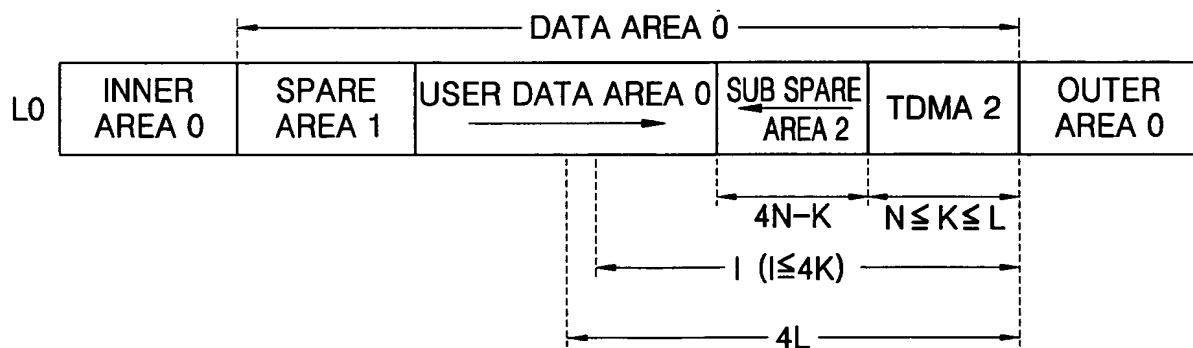 DATA AREA 0
L0
INNER
AREA 0
SPARE
AREA 1
USER DATA AREA 0
SUB SPARE
AREA 2
TDMA 2
OUTER
AREA 0
4N-K
N≦K≦L
I (I≦4K)
4L